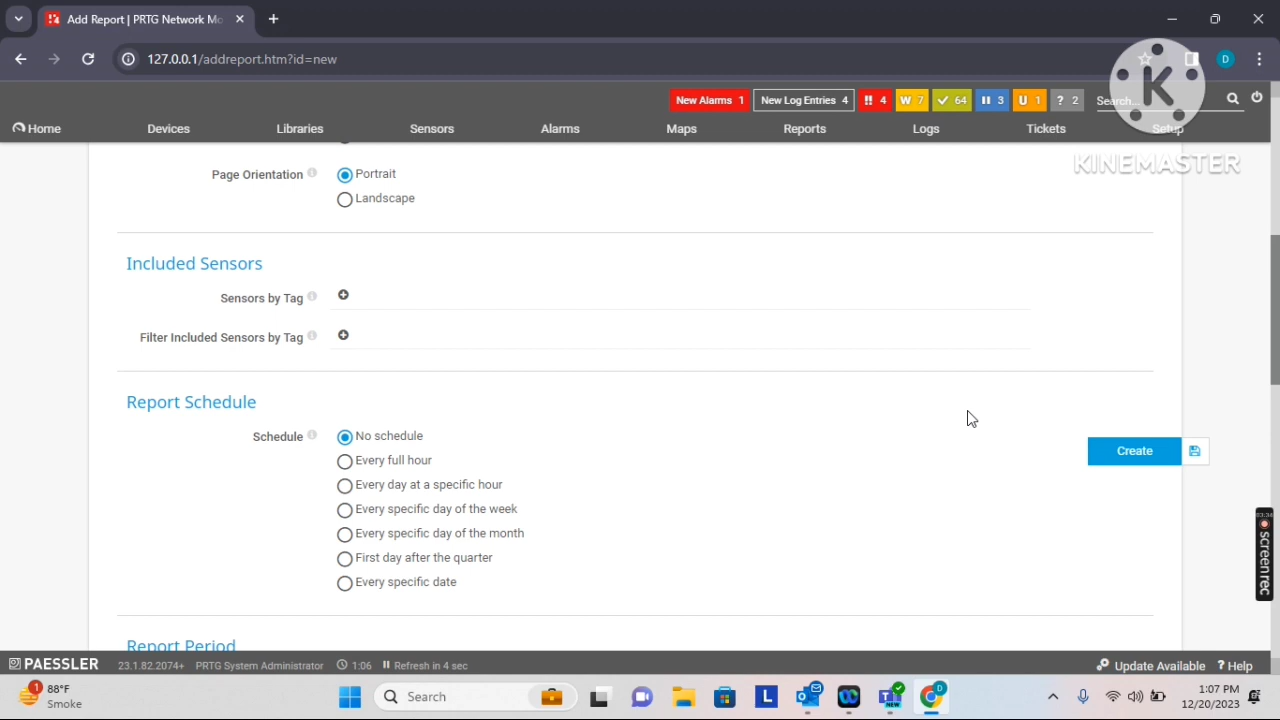 Add Report | PRTG Network Mo
127.0.0.1/addreport.htm?id=new
D
New Alarms 1
New Log Entries 4
!! 4
W 7
64
3
U 1
? 2
Search...
K
KINEMASTER
Home
Devices
Libraries
Sensors
Alarms
Maps
Reports
Logs
Tickets
Setup
Page Orientation
Portrait
Landscape
Included Sensors
Sensors by Tag
Filter Included Sensors by Tag
Report Schedule
Schedule
No schedule
Every full hour
Every day at a specific hour
Every specific day of the week
Every specific day of the month
First day after the quarter
Every specific date
Create
screen rec
Report Period
PAESSLER
23.1.82.2074+
PRTG System Administrator
1:06
Refresh in 4 sec
Update Available
? Help
1
88°F
Smoke
Search
L
D
1:07 PM
12/20/2023